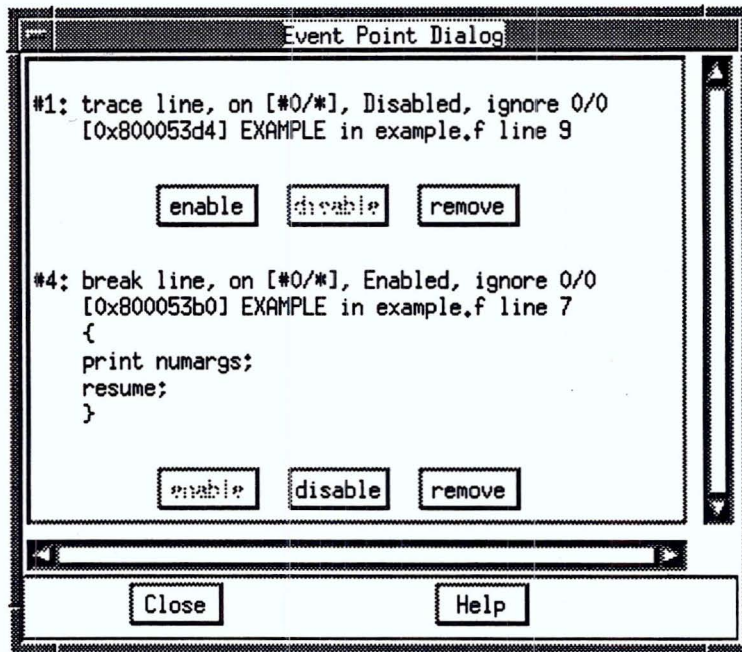 Event Point Dialog
#1: trace line, on [#0/*], Disabled, ignore 0/0
[0x800053d4] EXAMPLE in example.f line 9
enable disable remove
#4: break line, on [#0/*], Enabled, ignore 0/0
[0x800053b0] EXAMPLE in example.f line 7
{
print numargs;
resume;
}
enable disable remove
Close Help